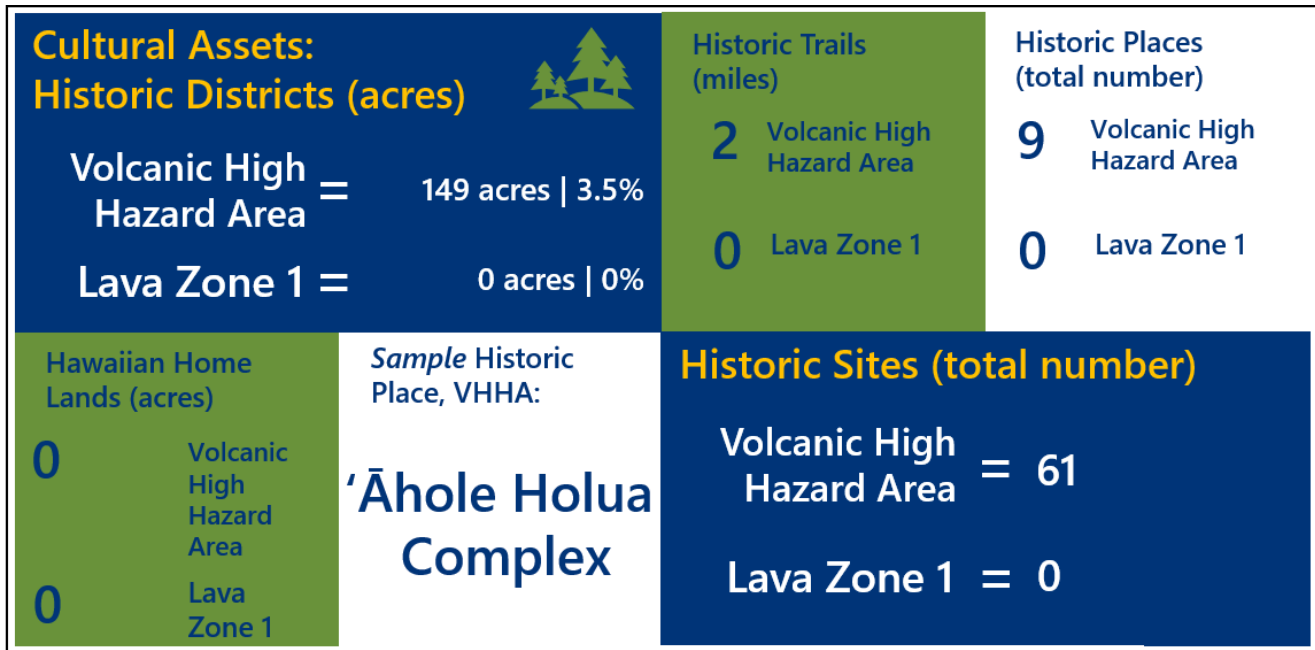 Cultural Assets:
Historic Districts (acres)
Volcanic High
Hazard Area
=
149 acres | 3.5%
Lava Zone 1 =
0 acres | 0%
Historic Trails
(miles)
2
Volcanic High
Hazard Area
0
Lava Zone 1
Historic Places
(total number)
9
Volcanic High
Hazard Area
0
Lava Zone 1
Hawaiian Home
Lands (acres)
0
Volcanic
High
Hazard
Area
0
Lava
Zone 1
Sample Historic
Place, VHHA:
‘Āhole Holua
Complex
Historic Sites (total number)
Volcanic High
Hazard Area
= 61
Lava Zone 1 = 0